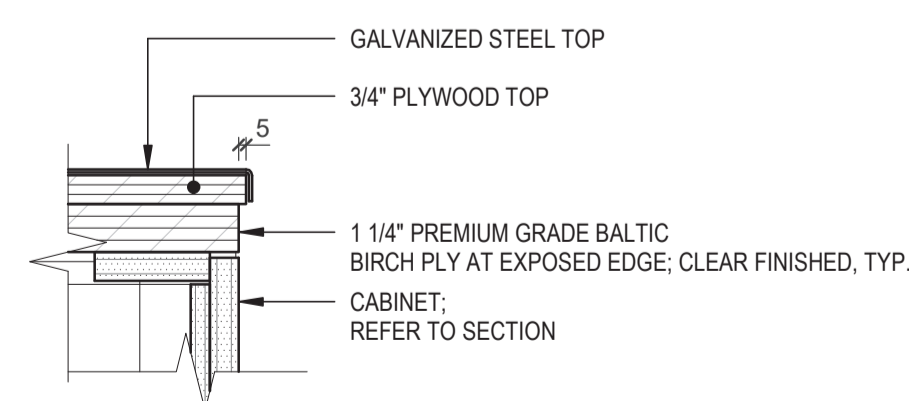 GALVANIZED STEEL TOP
3/4" PLYWOOD TOP
5
1 1/4" PREMIUM GRADE BALTIC
BIRCH PLY AT EXPOSED EDGE; CLEAR FINISHED, TYP.
CABINET;
REFER TO SECTION